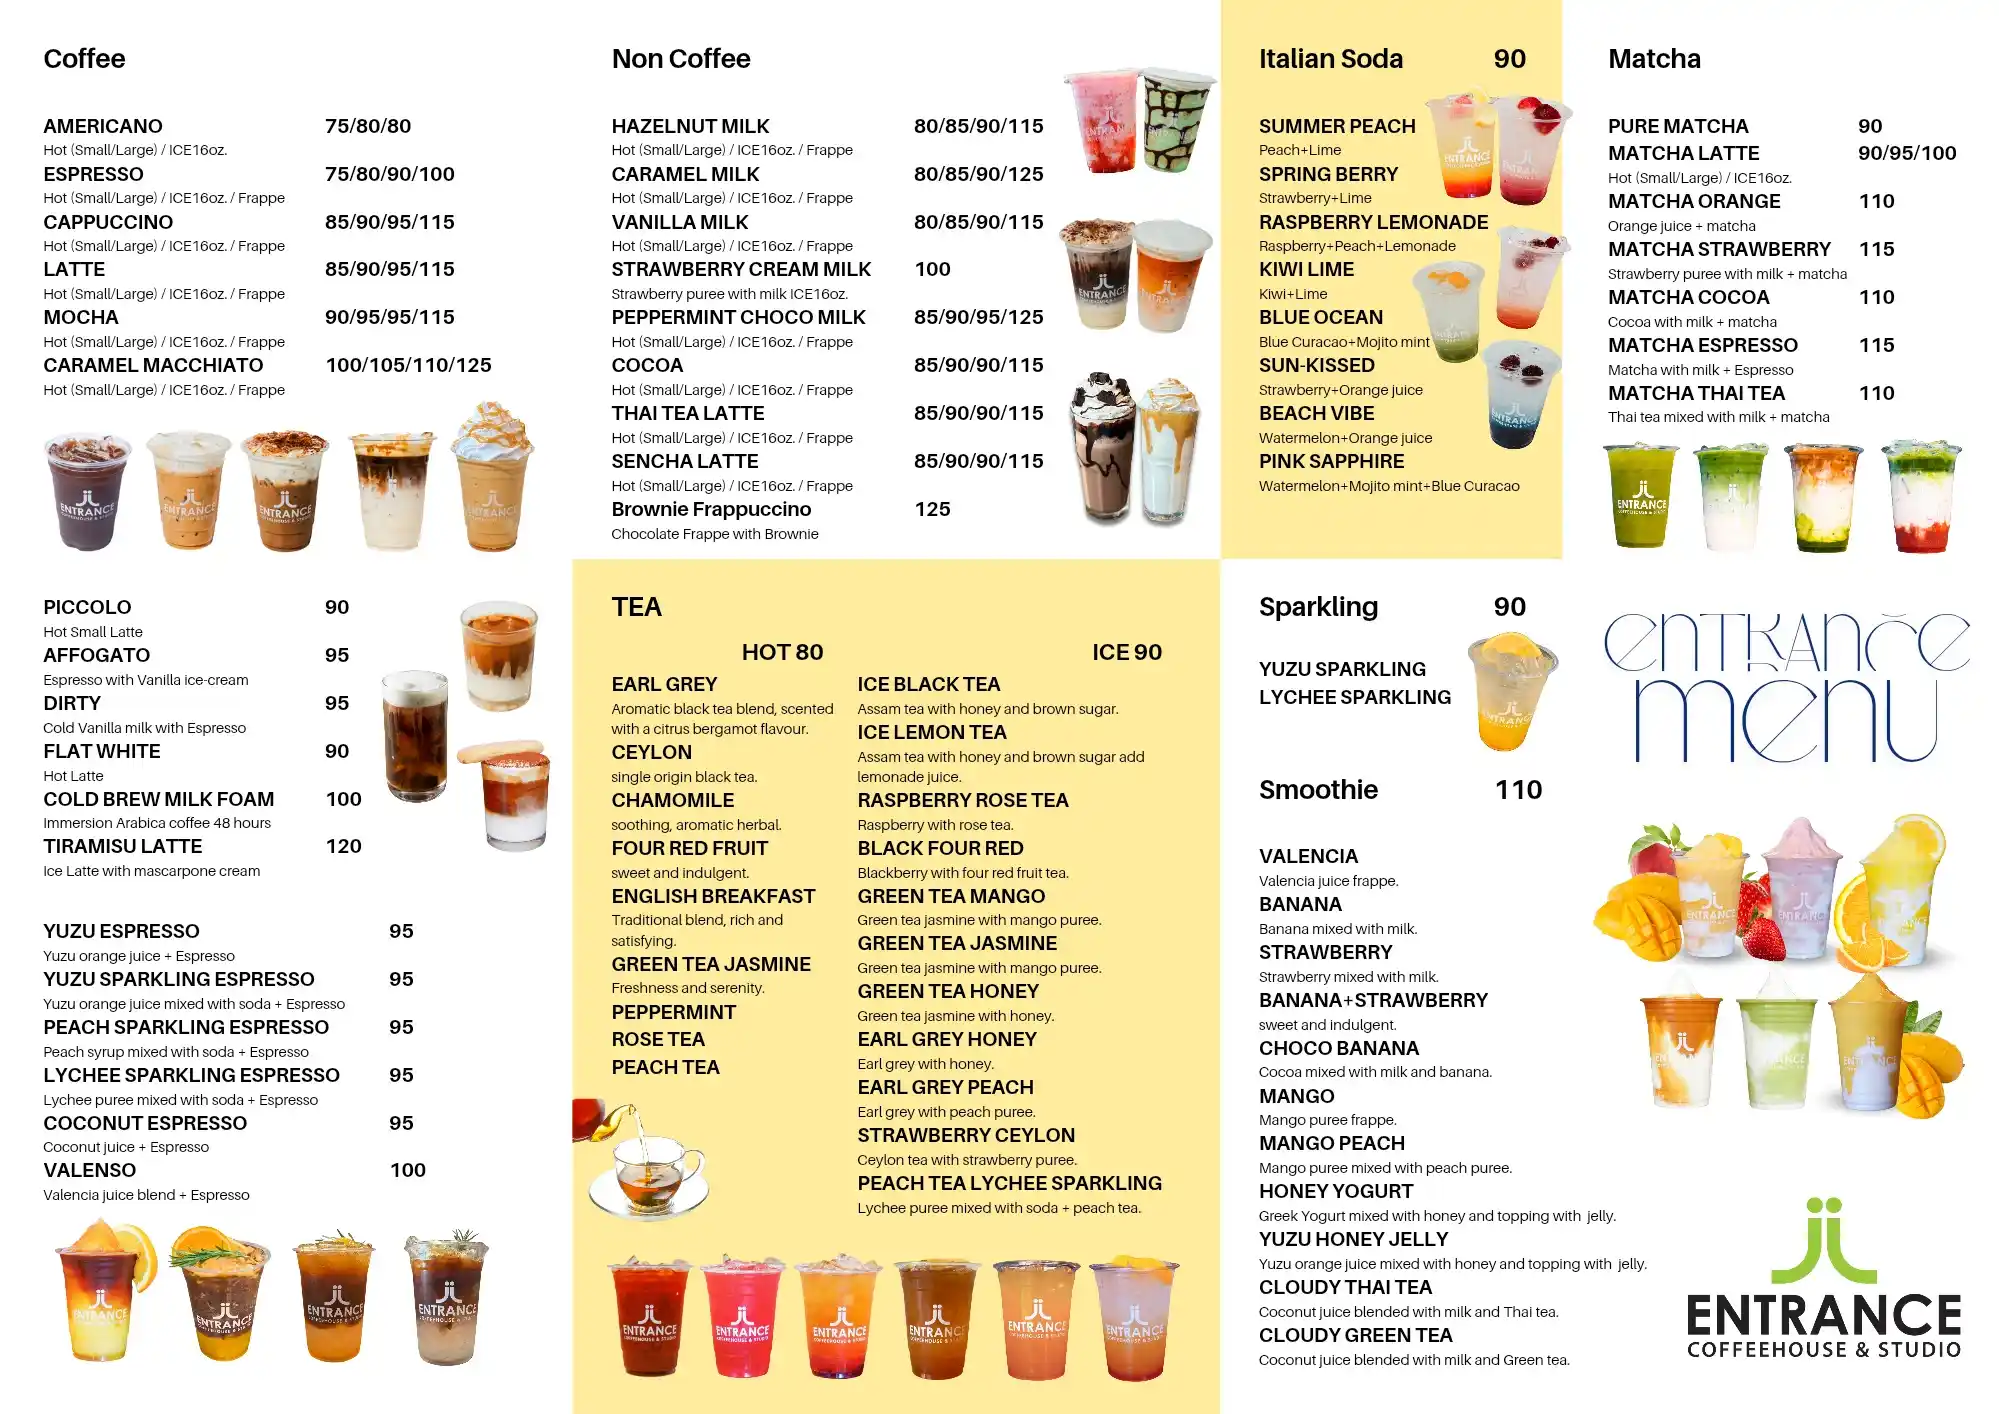 Coffee
AMERICANO 75/80/80
Hot (Small/Large) / ICE16oz.
ESPRESSO 75/80/90/100
Hot (Small/Large) / ICE16oz. / Frappe
CAPPUCCINO 85/90/95/115
Hot (Small/Large) / ICE16oz. / Frappe
LATTE 85/90/95/115
Hot (Small/Large) / ICE16oz. / Frappe
MOCHA 90/95/95/115
Hot (Small/Large) / ICE16oz. / Frappe
CARAMEL MACCHIATO 100/105/110/125
Hot (Small/Large) / ICE16oz. / Frappe
PICCOLO 90
Hot Small Latte
AFFOGATO 95
Espresso with Vanilla ice-cream
DIRTY 95
Cold Vanilla milk with Espresso
FLAT WHITE 90
Hot Latte
COLD BREW MILK FOAM 100
Immersion Arabica coffee 48 hours
TIRAMISU LATTE 120
Ice Latte with mascarpone cream
YUZU ESPRESSO 95
Yuzu orange juice + Espresso
YUZU SPARKLING ESPRESSO 95
Yuzu orange juice mixed with soda + Espresso
PEACH SPARKLING ESPRESSO 95
Peach syrup mixed with soda + Espresso
LYCHEE SPARKLING ESPRESSO 95
Lychee puree mixed with soda + Espresso
COCONUT ESPRESSO 95
Coconut juice + Espresso
VALENSO 100
Valencia juice blend + Espresso
Non Coffee
HAZELNUT MILK 80/85/90/115
Hot (Small/Large) / ICE16oz. / Frappe
CARAMEL MILK 80/85/90/125
Hot (Small/Large) / ICE16oz. / Frappe
VANILLA MILK 80/85/90/115
Hot (Small/Large) / ICE16oz. / Frappe
STRAWBERRY CREAM MILK 100
Strawberry puree with milk ICE16oz.
PEPPERMINT CHOCO MILK 85/90/95/125
Hot (Small/Large) / ICE16oz. / Frappe
COCOA 85/90/90/115
Hot (Small/Large) / ICE16oz. / Frappe
THAI TEA LATTE 85/90/90/115
Hot (Small/Large) / ICE16oz. / Frappe
SENCHA LATTE 85/90/90/115
Hot (Small/Large) / ICE16oz. / Frappe
Brownie Frappuccino 125
Chocolate Frappe with Brownie
TEA
HOT 80
EARL GREY
Aromatic black tea blend, scented
with a citrus bergamot flavour.
CEYLON
single origin black tea.
CHAMOMILE
soothing, aromatic herbal.
FOUR RED FRUIT
sweet and indulgent.
ENGLISH BREAKFAST
Traditional blend, rich and
satisfying.
GREEN TEA JASMINE
Freshness and serenity.
PEPPERMINT
ROSE TEA
PEACH TEA
ICE 90
ICE BLACK TEA
Assam tea with honey and brown sugar.
ICE LEMON TEA
Assam tea with honey and brown sugar add
lemonade juice.
RASPBERRY ROSE TEA
Raspberry with rose tea.
BLACK FOUR RED
Blackberry with four red fruit tea.
GREEN TEA MANGO
Green tea jasmine with mango puree.
GREEN TEA JASMINE
Green tea jasmine with mango puree.
GREEN TEA HONEY
Green tea jasmine with honey.
EARL GREY HONEY
Earl grey with honey.
EARL GREY PEACH
Earl grey with peach puree.
STRAWBERRY CEYLON
Ceylon tea with strawberry puree.
PEACH TEA LYCHEE SPARKLING
Lychee puree mixed with soda + peach tea.
Italian Soda 90
SUMMER PEACH
Peach+Lime
SPRING BERRY
Strawberry+Lime
RASPBERRY LEMONADE
Raspberry+Peach+Lemonade
KIWI LIME
Kiwi+Lime
BLUE OCEAN
Blue Curacao+Mojito mint
SUN-KISSED
Strawberry+Orange juice
BEACH VIBE
Watermelon+Orange juice
PINK SAPPHIRE
Watermelon+Mojito mint+Blue Curacao
Sparkling 90
YUZU SPARKLING
LYCHEE SPARKLING
Smoothie 110
VALENCIA
Valencia juice frappe.
BANANA
Banana mixed with milk.
STRAWBERRY
Strawberry mixed with milk.
BANANA+STRAWBERRY
sweet and indulgent.
CHOCO BANANA
Cocoa mixed with milk and banana.
MANGO
Mango puree frappe.
MANGO PEACH
Mango puree mixed with peach puree.
HONEY YOGURT
Greek Yogurt mixed with honey and topping with jelly.
YUZU HONEY JELLY
Yuzu orange juice mixed with honey and topping with jelly.
CLOUDY THAI TEA
Coconut juice blended with milk and Thai tea.
CLOUDY GREEN TEA
Coconut juice blended with milk and Green tea.
Matcha
PURE MATCHA 90
MATCHA LATTE 90/95/100
Hot (Small/Large) / ICE16oz.
MATCHA ORANGE 110
Orange juice + matcha
MATCHA STRAWBERRY 115
Strawberry puree with milk + matcha
MATCHA COCOA 110
Cocoa with milk + matcha
MATCHA ESPRESSO 115
Matcha with milk + Espresso
MATCHA THAI TEA 110
Thai tea mixed with milk + matcha
entrance
menu
ENTRANCE
COFFEEHOUSE & STUDIO